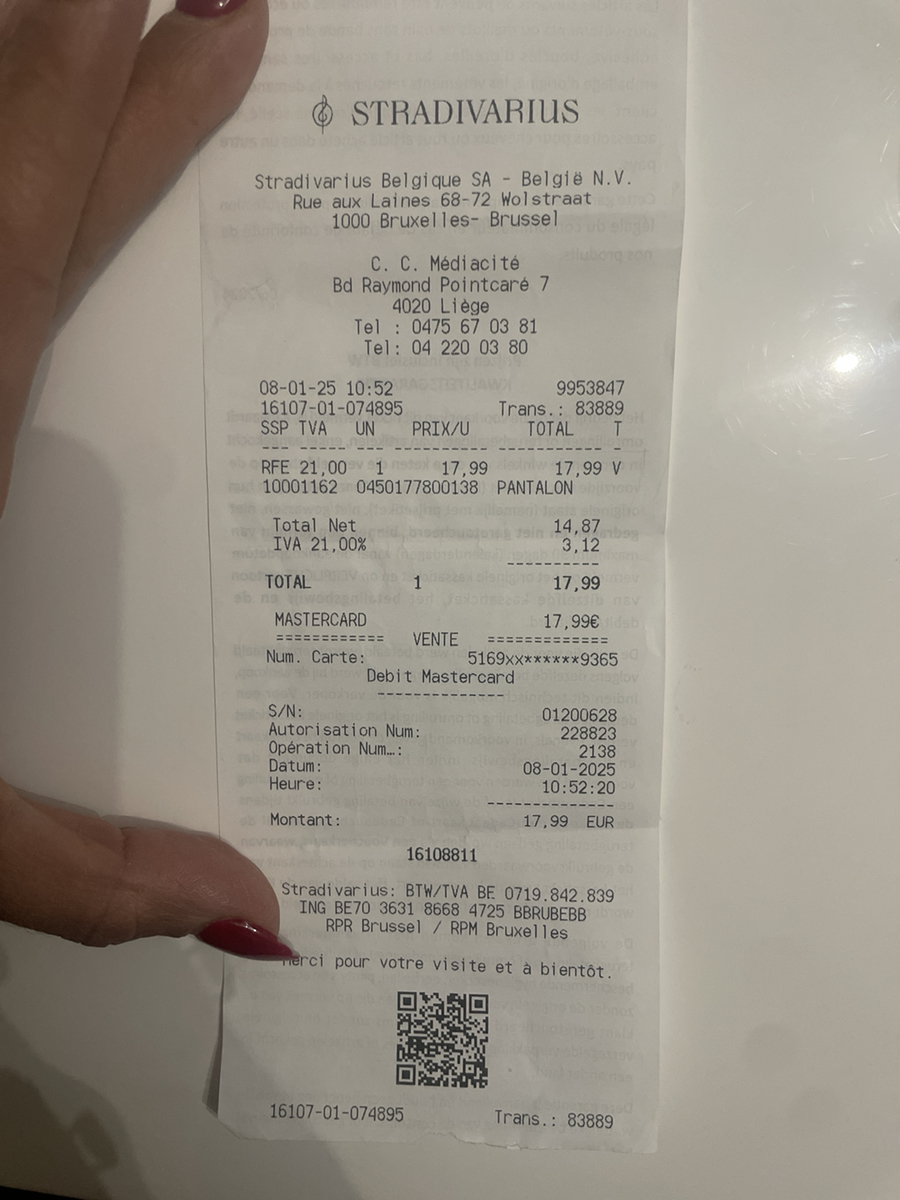 STRADIVARIUS
Stradivarius Belgique SA - België N.V.
Rue aux Laines 68-72 Wolstraat
1000 Bruxelles- Brussel
C. C. Médiacité
Bd Raymond Pointcaré 7
4020 Liège
Tel : 0475 67 03 81
Tel: 04 220 03 80
08-01-25 10:52 9953847
16107-01-074895 Trans.: 83889
SSP TVA UN PRIX/U TOTAL T
--- ----- --- ---------- ----------- -
RFE 21,00 1 17,99 17,99 V
10001162 0450177800138 PANTALON
Total Net 14,87
IVA 21,00% 3,12
----------
TOTAL 1 17,99
MASTERCARD 17,99€
============ VENTE =============
Num. Carte: 5169xx******9365
Debit Mastercard
--------------
S/N: 01200628
Autorisation Num: 228823
Opération Num…: 2138
Datum: 08-01-2025
Heure: 10:52:20
--------------
Montant: 17,99 EUR
16108811
Stradivarius: BTW/TVA BE 0719.842.839
ING BE70 3631 8668 4725 BBRUBEBB
RPR Brussel / RPM Bruxelles
Merci pour votre visite et à bientôt.
16107-01-074895 Trans.: 83889